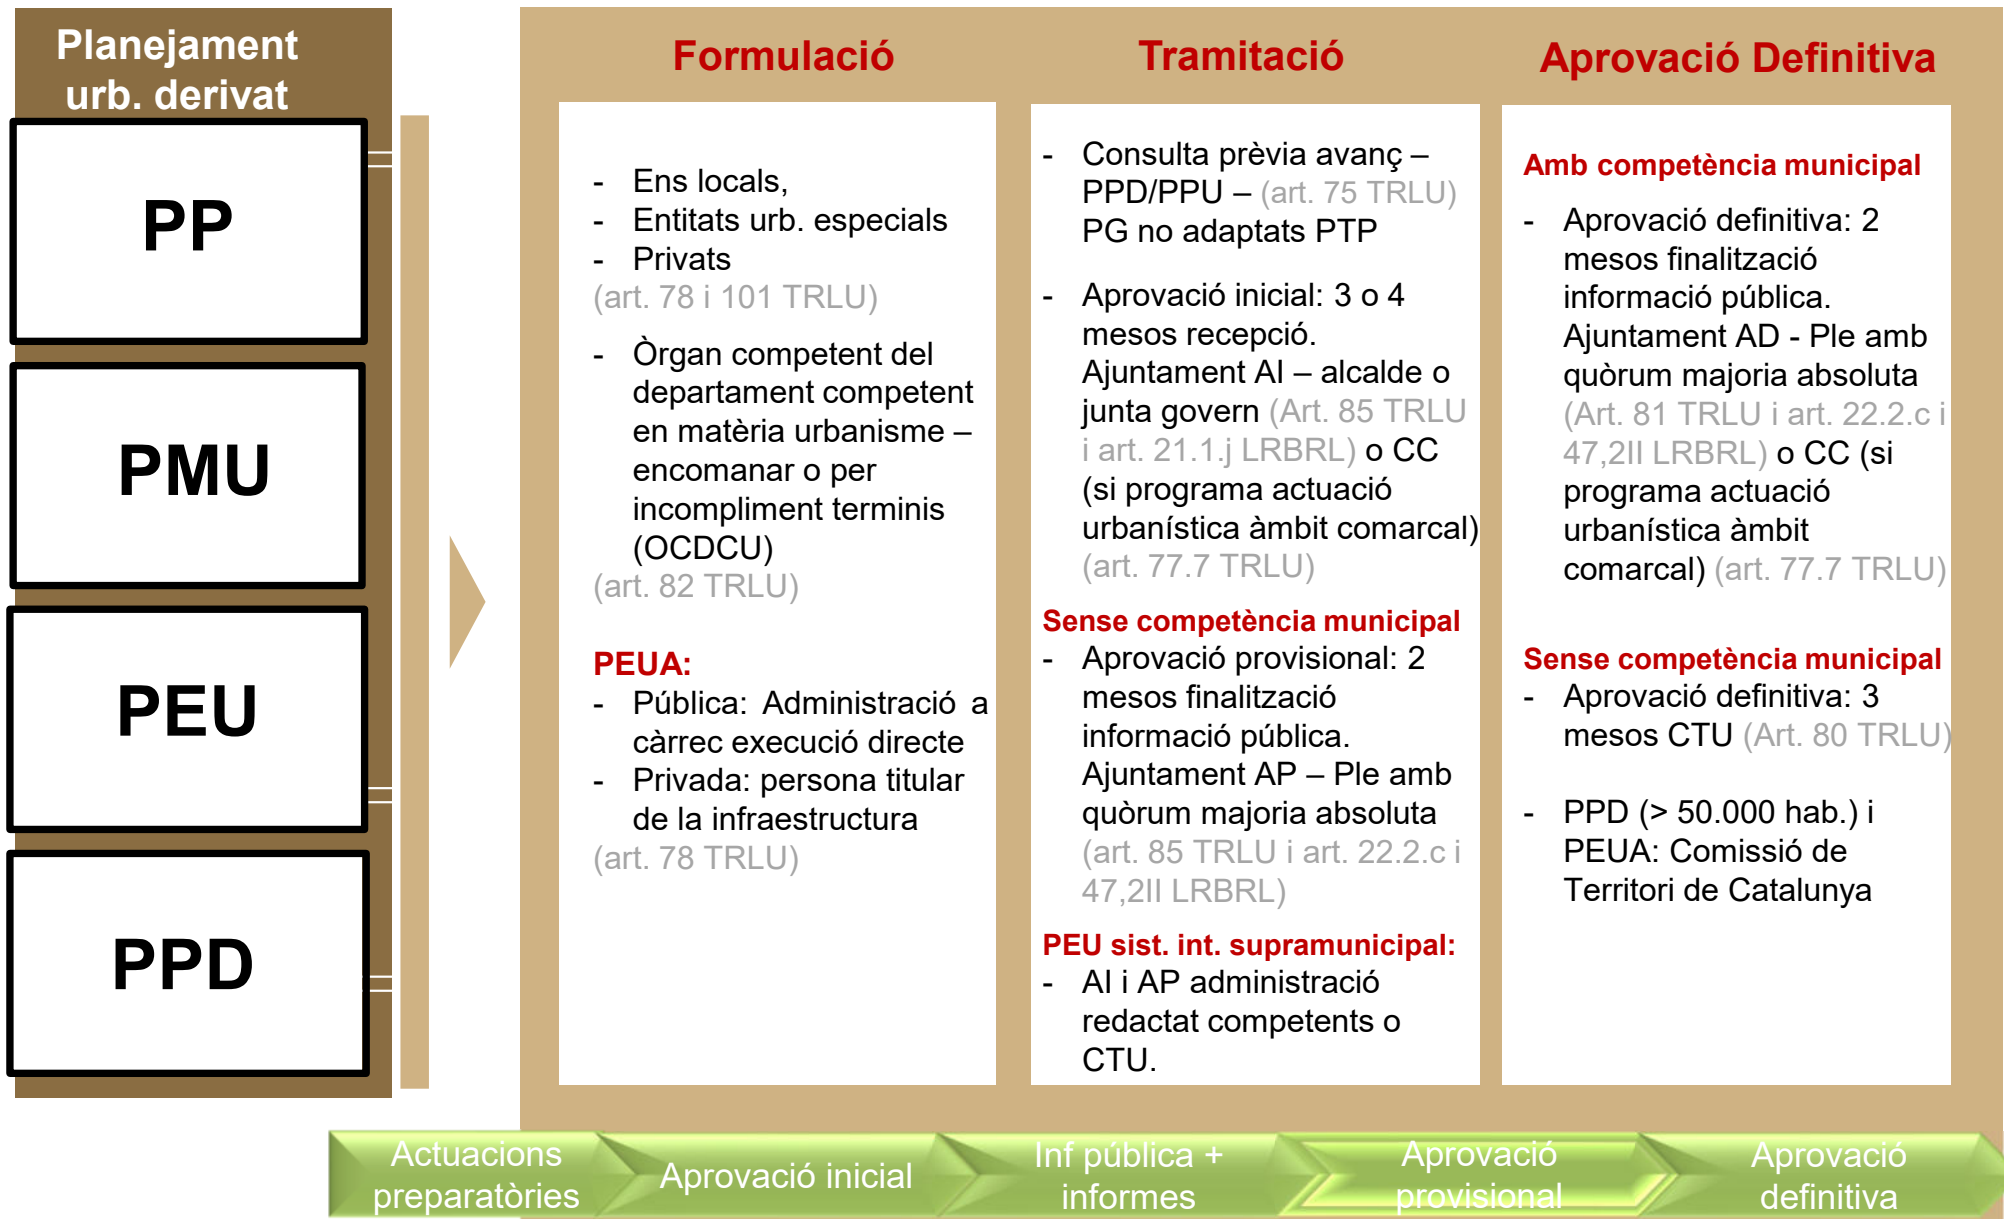 Planejament
urb. derivat
PP
PMU
PEU
PPD
Formulació
- Ens locals,
- Entitats urb. especials
- Privats
(art. 78 i 101 TRLU)
- Òrgan competent del
departament competent
en matèria urbanisme –
encomanar o per
incompliment terminis
(OCDCU)
(art. 82 TRLU)
PEUA:
- Pública: Administració a
càrrec execució directe
- Privada: persona titular
de la infraestructura
(art. 78 TRLU)
Tramitació
- Consulta prèvia avanç –
PPD/PPU – (art. 75 TRLU)
PG no adaptats PTP
- Aprovació inicial: 3 o 4
mesos recepció.
Ajuntament AI – alcalde o
junta govern (Art. 85 TRLU
i art. 21.1.j LRBRL) o CC
(si programa actuació
urbanística àmbit comarcal)
(art. 77.7 TRLU)
Sense competència municipal
- Aprovació provisional: 2
mesos finalització
informació pública.
Ajuntament AP – Ple amb
quòrum majoria absoluta
(art. 85 TRLU i art. 22.2.c i
47,2II LRBRL)
PEU sist. int. supramunicipal:
- AI i AP administració
redactat competents o
CTU.
Aprovació Definitiva
Amb competència municipal
- Aprovació definitiva: 2
mesos finalització
informació pública.
Ajuntament AD - Ple amb
quòrum majoria absoluta
(Art. 81 TRLU i art. 22.2.c i
47,2II LRBRL) o CC (si
programa actuació
urbanística àmbit
comarcal) (art. 77.7 TRLU)
Sense competència municipal
- Aprovació definitiva: 3
mesos CTU (Art. 80 TRLU)
- PPD (> 50.000 hab.) i
PEUA: Comissió de
Territori de Catalunya
Actuacions
preparatòries
Aprovació inicial
Inf pública +
informes
Aprovació
provisional
Aprovació
definitiva